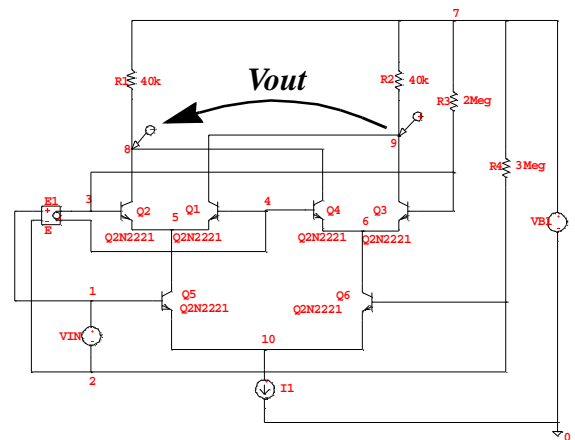 7
R1 40k
Vout
R2 40k
R3 2Meg
R4 3Meg
8
9
E1
3
E
Q2
Q1
4
Q4
Q3
5
6
Q2N2221
Q2N2221
Q2N2221
Q2N2221
VB1
1
Q5
Q2N2221
Q6
Q2N2221
VIN
2
10
I1
0